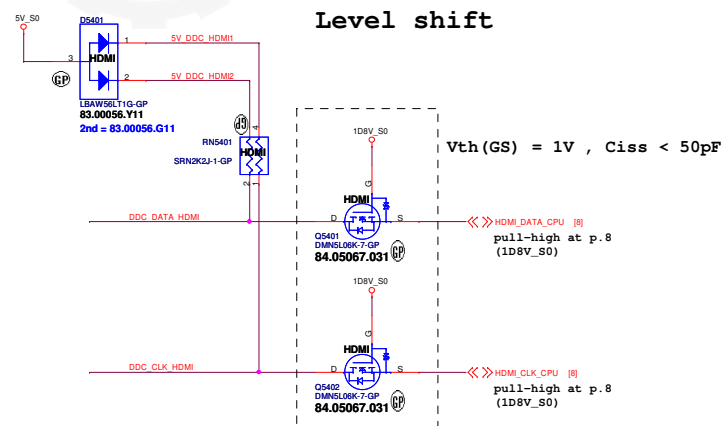 Level shift
5V_S0
D5401
1
5V_DDC_HDMI1
3
HDMI
2
5V_DDC_HDMI2
GP
LBAW56LT1G-GP
83.00056.Y11
2nd = 83.00056.G11
GP
4
RN5401
HDMI
SRN2K2J-1-GP
2
1
1D8V_S0
Vth(GS) = 1V , Ciss < 50pF
G
HDMI
DDC_DATA_HDMI
D
S
HDMI_DATA_CPU [8]
Q5401
DMN5L06K-7-GP
84.05067.031
GP
pull-high at p.8
(1D8V_S0)
1D8V_S0
G
HDMI
DDC_CLK_HDMI
D
S
HDMI_CLK_CPU [8]
Q5402
DMN5L06K-7-GP
84.05067.031
GP
pull-high at p.8
(1D8V_S0)